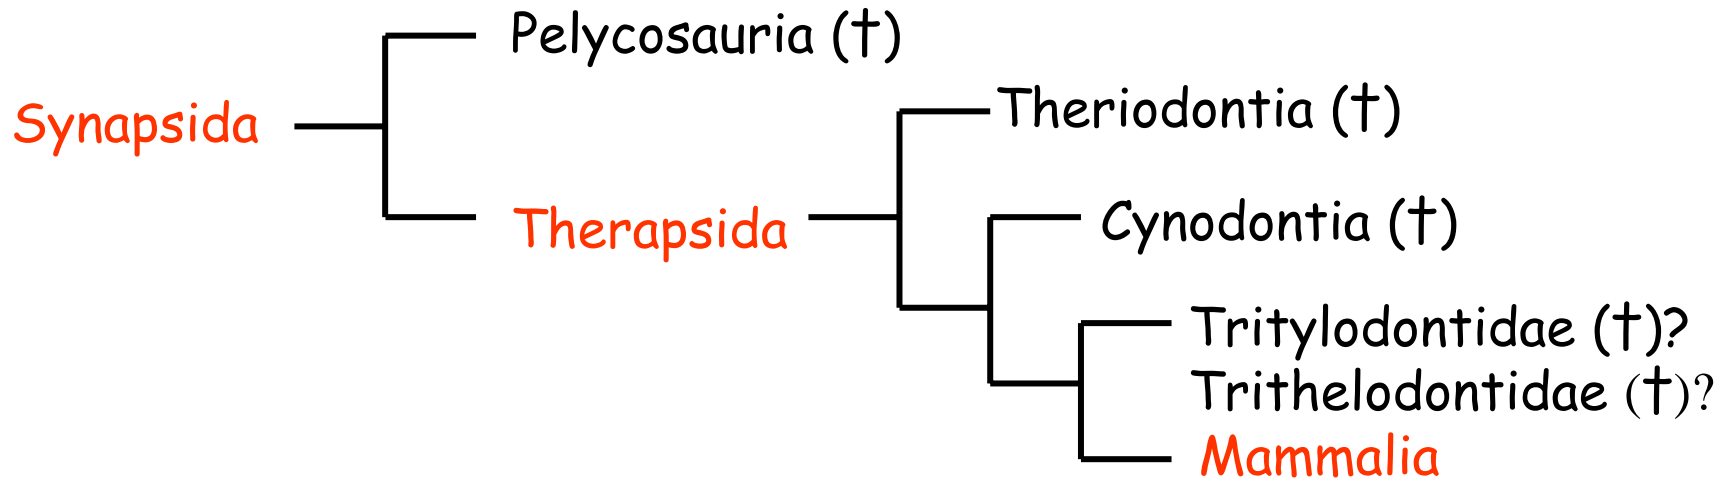 Pelycosauria (†)
Theriodontia (†)
Synapsida
Therapsida
Cynodontia (†)
Tritylodontidae (†)?
Trithelodontidae (†)?
Mammalia